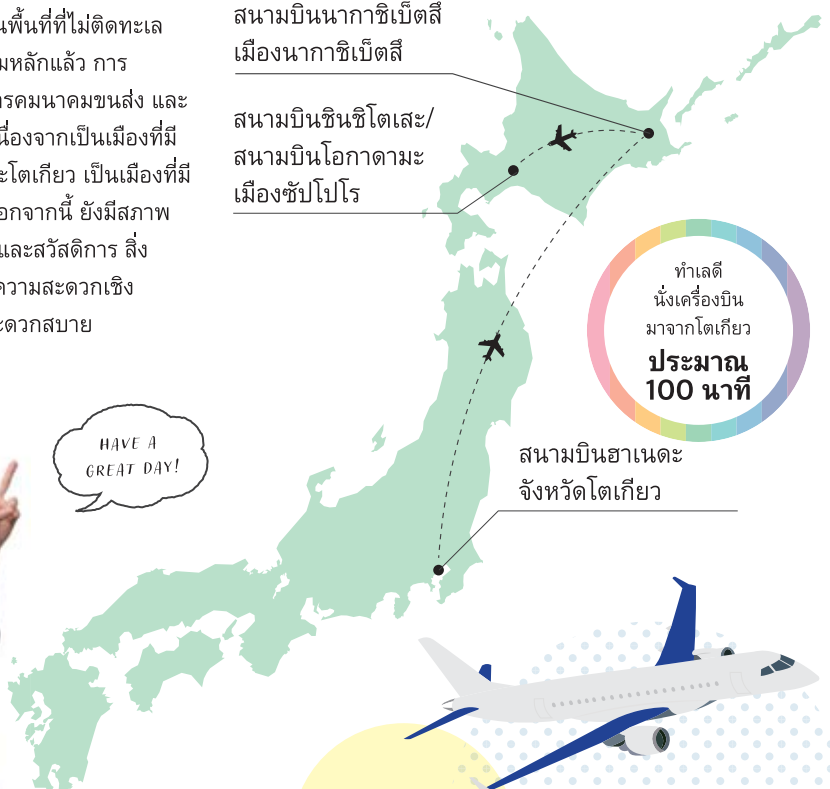 นพื้นที่ที่ไม่ติดทะเล
มหลักแล้ว การ
ารคมนาคมขนส่ง และ
นื่องจากเป็นเมืองที่มี
ะโตเกียว เป็นเมืองที่มี
อกจากนี้ ยังมีสภาพ
และสวัสดิการ สิ่ง
ความสะดวกเชิง
ะดวกสบาย
สนามบินนากาชิเบ็ตสึ
เมืองนากาชิเบ็ตสึ
สนามบินชินชิโตเสะ/
สนามบินโอกาดามะ
เมืองซัปโปโร
ทำเลดี
นั่งเครื่องบิน
มาจากโตเกียว
ประมาณ
100 นาที
HAVE A
GREAT DAY!
สนามบินฮาเนดะ
จังหวัดโตเกียว